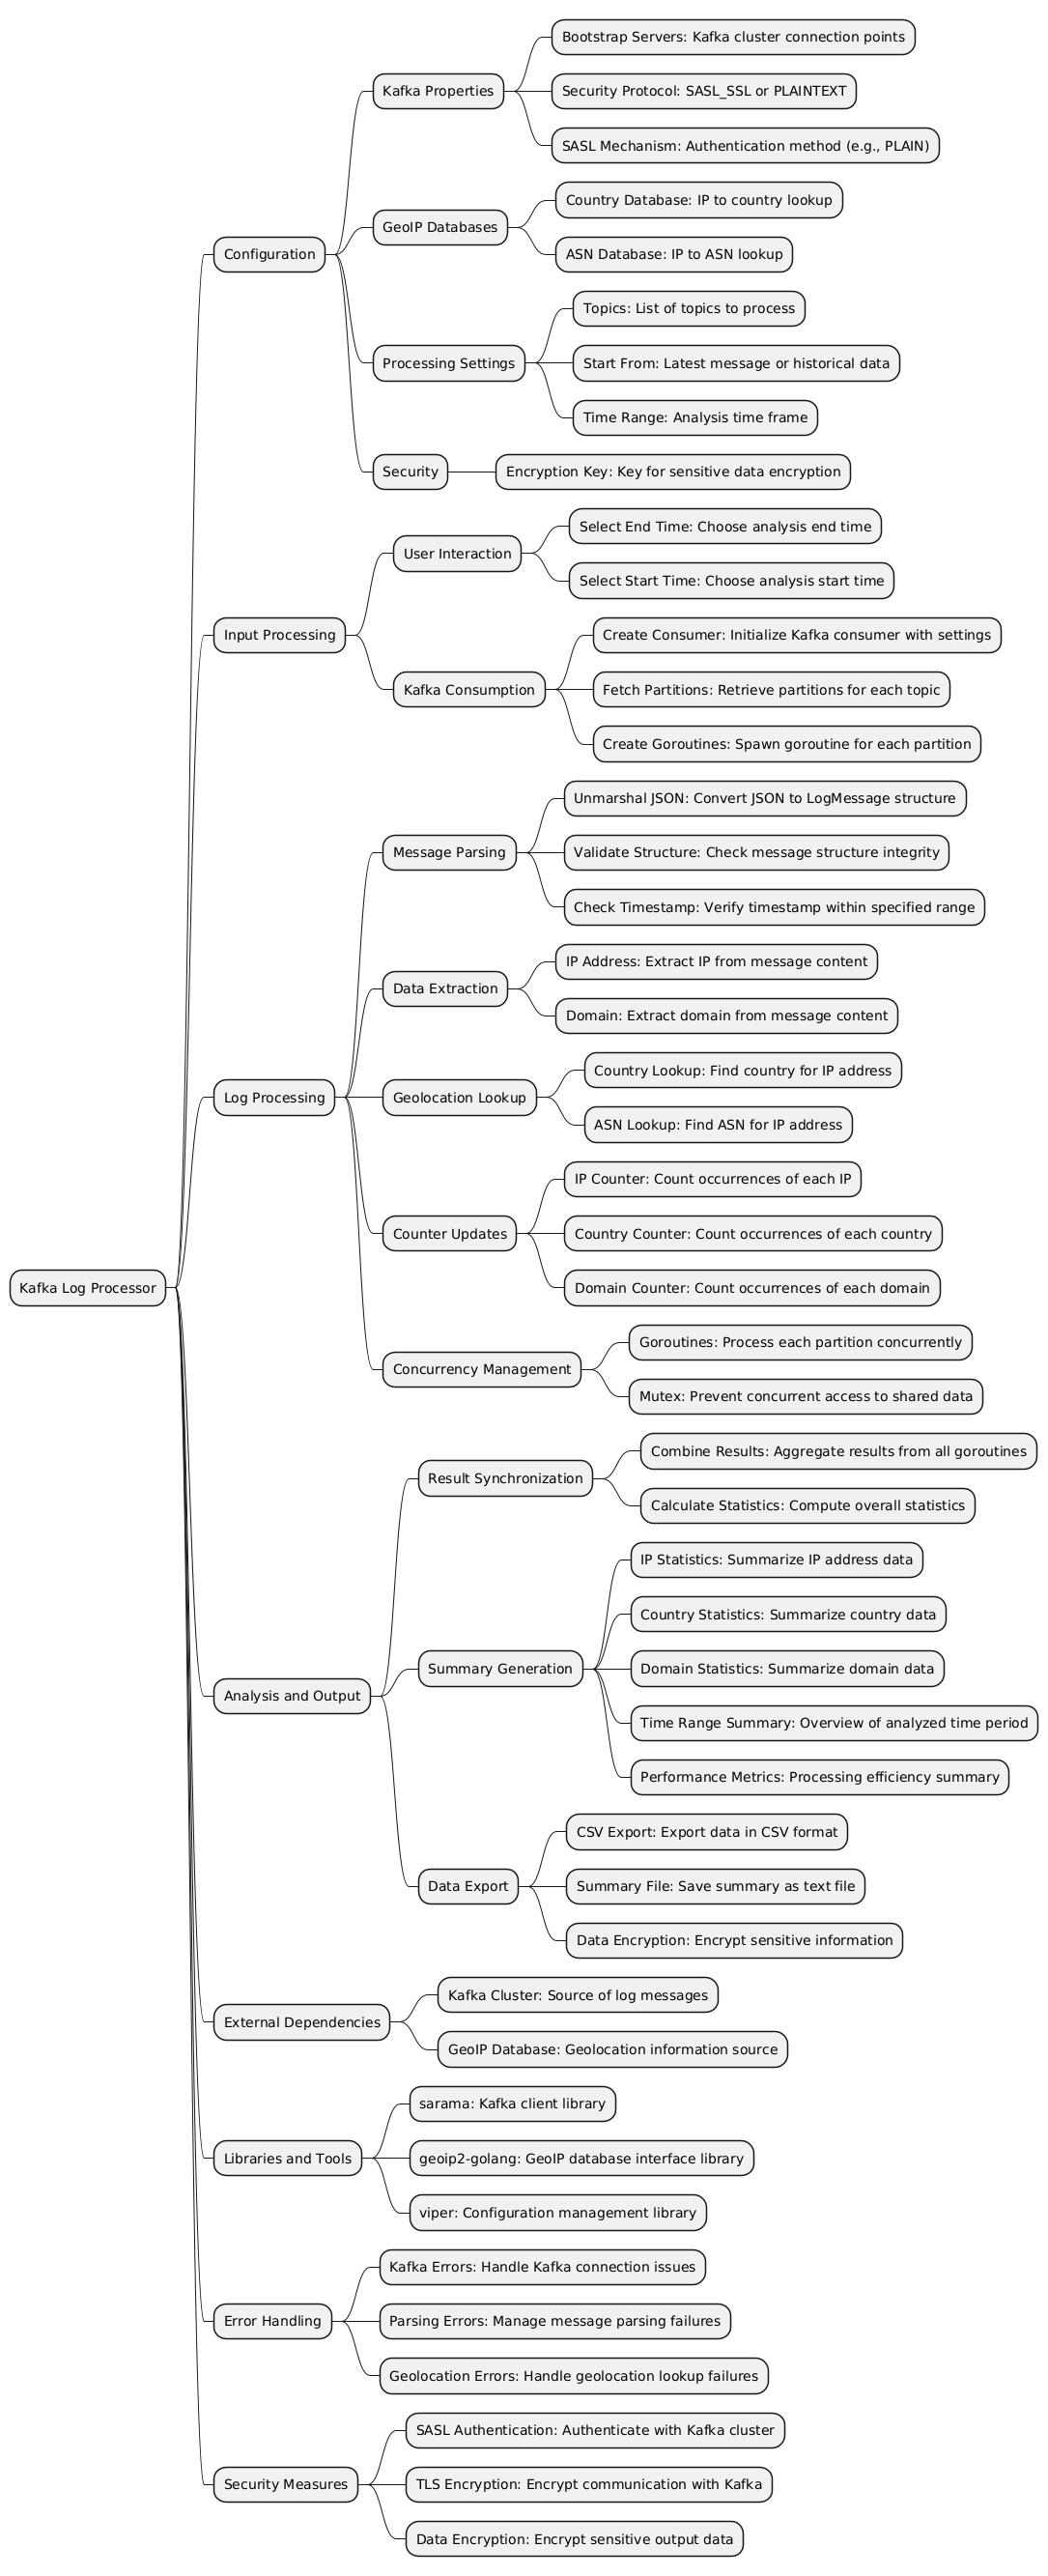 Kafka Log Processor
Configuration
Kafka Properties
Bootstrap Servers: Kafka cluster connection points
Security Protocol: SASL_SSL or PLAINTEXT
SASL Mechanism: Authentication method (e.g., PLAIN)
GeoIP Databases
Country Database: IP to country lookup
ASN Database: IP to ASN lookup
Processing Settings
Topics: List of topics to process
Start From: Latest message or historical data
Time Range: Analysis time frame
Security
Encryption Key: Key for sensitive data encryption
Input Processing
User Interaction
Select End Time: Choose analysis end time
Select Start Time: Choose analysis start time
Kafka Consumption
Create Consumer: Initialize Kafka consumer with settings
Fetch Partitions: Retrieve partitions for each topic
Create Goroutines: Spawn goroutine for each partition
Log Processing
Message Parsing
Unmarshal JSON: Convert JSON to LogMessage structure
Validate Structure: Check message structure integrity
Check Timestamp: Verify timestamp within specified range
Data Extraction
IP Address: Extract IP from message content
Domain: Extract domain from message content
Geolocation Lookup
Country Lookup: Find country for IP address
ASN Lookup: Find ASN for IP address
Counter Updates
IP Counter: Count occurrences of each IP
Country Counter: Count occurrences of each country
Domain Counter: Count occurrences of each domain
Concurrency Management
Goroutines: Process each partition concurrently
Mutex: Prevent concurrent access to shared data
Analysis and Output
Result Synchronization
Combine Results: Aggregate results from all goroutines
Calculate Statistics: Compute overall statistics
Summary Generation
IP Statistics: Summarize IP address data
Country Statistics: Summarize country data
Domain Statistics: Summarize domain data
Time Range Summary: Overview of analyzed time period
Performance Metrics: Processing efficiency summary
Data Export
CSV Export: Export data in CSV format
Summary File: Save summary as text file
Data Encryption: Encrypt sensitive information
External Dependencies
Kafka Cluster: Source of log messages
GeoIP Database: Geolocation information source
Libraries and Tools
sarama: Kafka client library
geoip2-golang: GeoIP database interface library
viper: Configuration management library
Error Handling
Kafka Errors: Handle Kafka connection issues
Parsing Errors: Manage message parsing failures
Geolocation Errors: Handle geolocation lookup failures
Security Measures
SASL Authentication: Authenticate with Kafka cluster
TLS Encryption: Encrypt communication with Kafka
Data Encryption: Encrypt sensitive output data